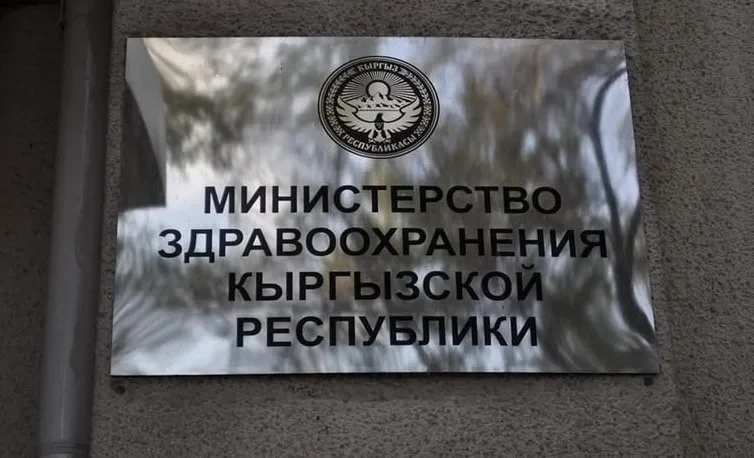 КЫРГЫЗ
РЕСПУБЛИКАСЫ
МИНИСТЕРСТВО
ЗДРАВООХРАНЕНИЯ
КЫРГЫЗСКОЙ
РЕСПУБЛИКИ